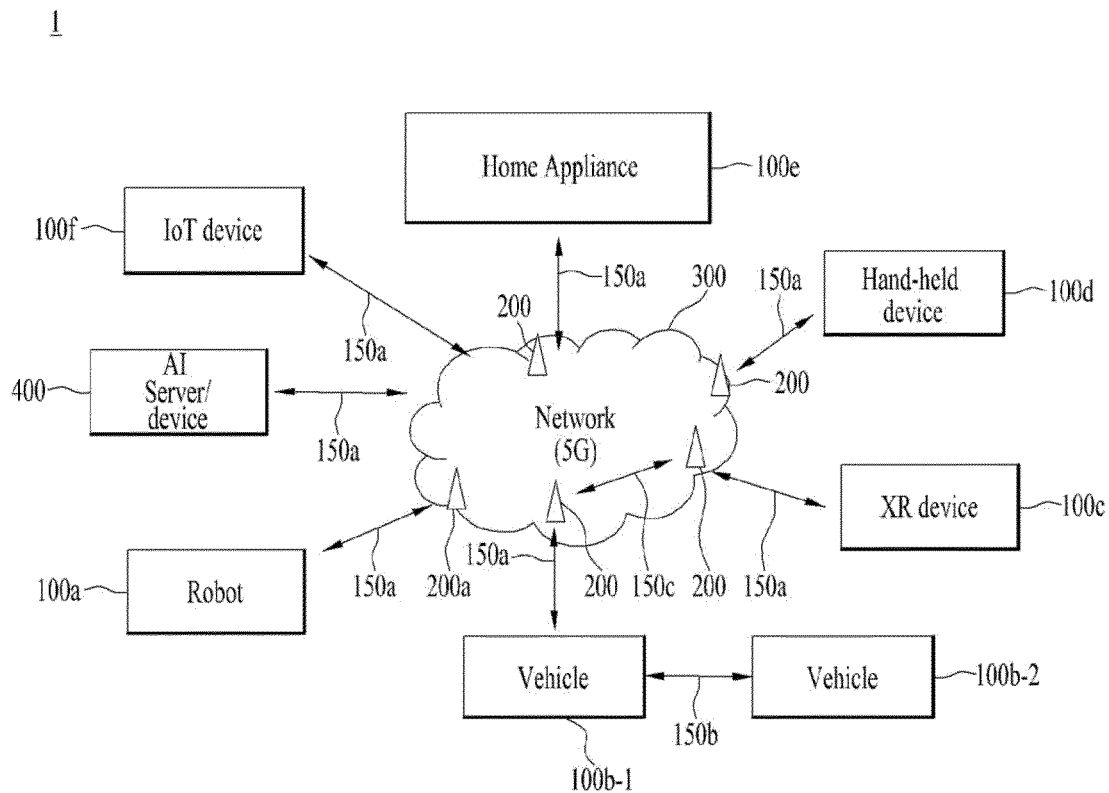 1
Home Appliance
100e
100f
IoT device
150a
300
150a
Hand-held
device
100d
200
150a
400
AI
Server/
device
150a
200
Network
(5G)
XR device
100c
150a
150a
200a
200
150c
200
150a
100a
Robot
Vehicle
Vehicle
100b-2
150b
100b-1